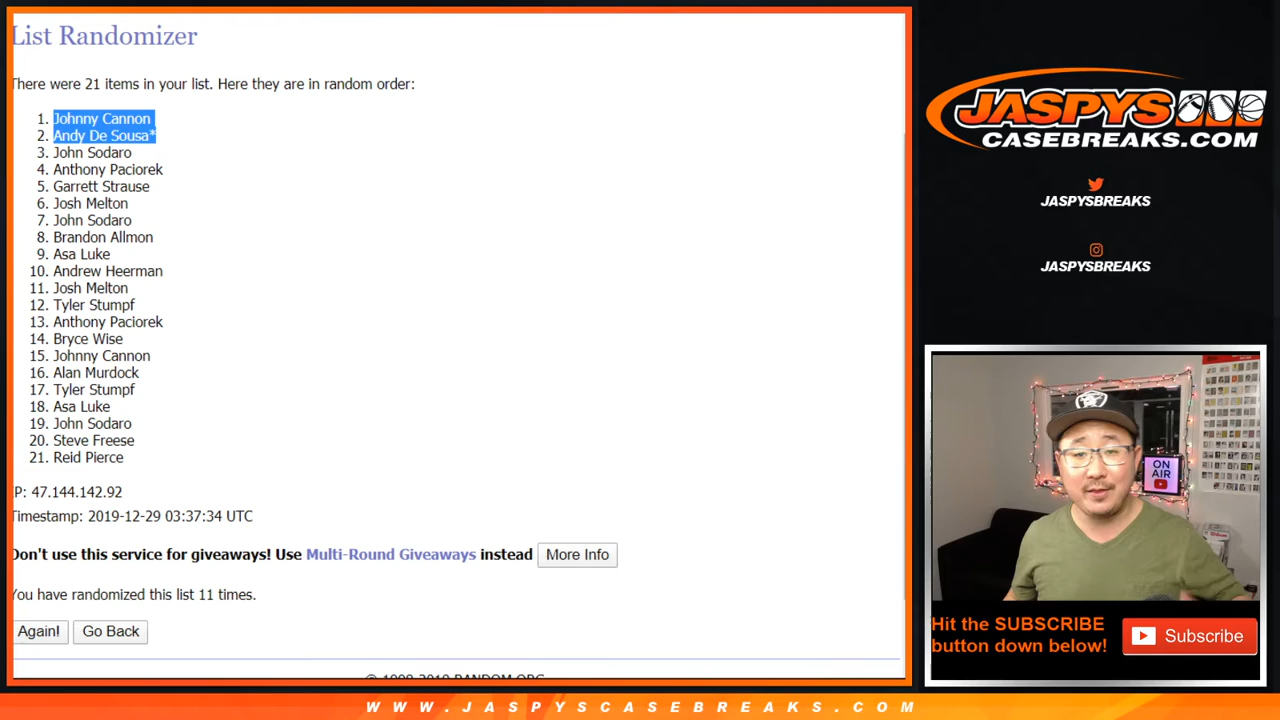 List Randomizer
There were 21 items in your list. Here they are in random order:
1. Johnny Cannon
2. Andy De Sousa*
3. John Sodaro
4. Anthony Paciorek
5. Garrett Strause
6. Josh Melton
7. John Sodaro
8. Brandon Allmon
9. Asa Luke
10. Andrew Heerman
11. Josh Melton
12. Tyler Stumpf
13. Anthony Paciorek
14. Bryce Wise
15. Johnny Cannon
16. Alan Murdock
17. Tyler Stumpf
18. Asa Luke
19. John Sodaro
20. Steve Freese
21. Reid Pierce
IP: 47.144.142.92
Timestamp: 2019-12-29 03:37:34 UTC
Don't use this service for giveaways! Use Multi-Round Giveaways instead More Info
You have randomized this list 11 times.
Again! Go Back
© 1998-2019 RANDOM.ORG
JASPYS
CASEBREAKS.COM
JASPYSBREAKS
JASPYSBREAKS
ON
AIR
Hit the SUBSCRIBE
button down below!
Subscribe
WWW.JASPYSCASEBREAKS.COM